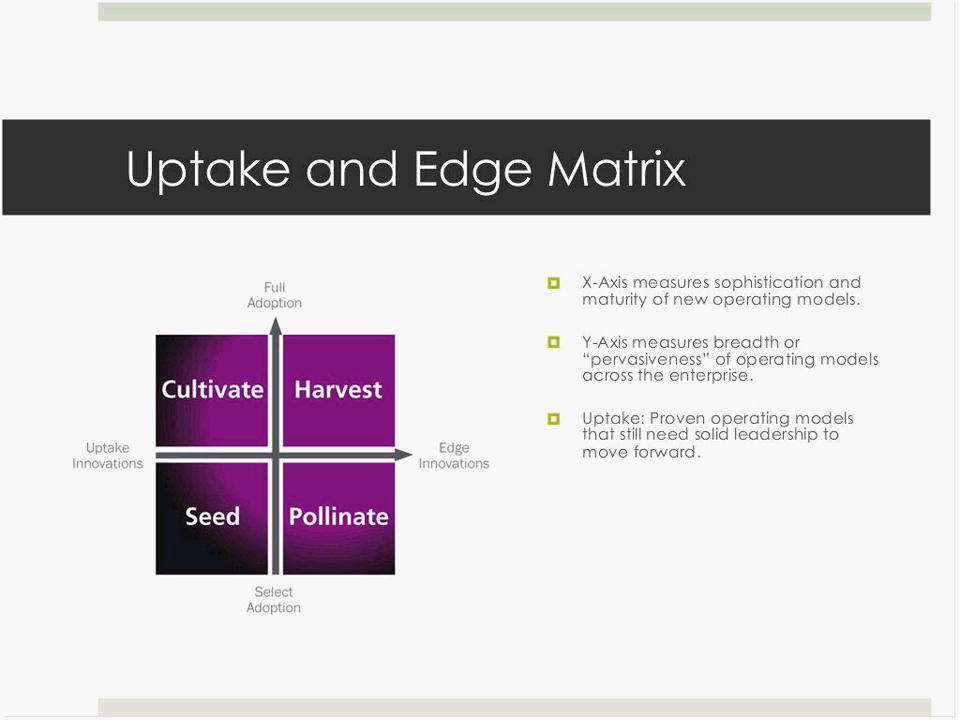 Uptake and Edge Matrix
Full
Adoption
Cultivate
Harvest
Uptake
Innovations
Edge
Innovations
Seed
Pollinate
Select
Adoption
X-Axis measures sophistication and
maturity of new operating models.
Y-Axis measures breadth or
“pervasiveness” of operating models
across the enterprise.
Uptake: Proven operating models
that still need solid leadership to
move forward.